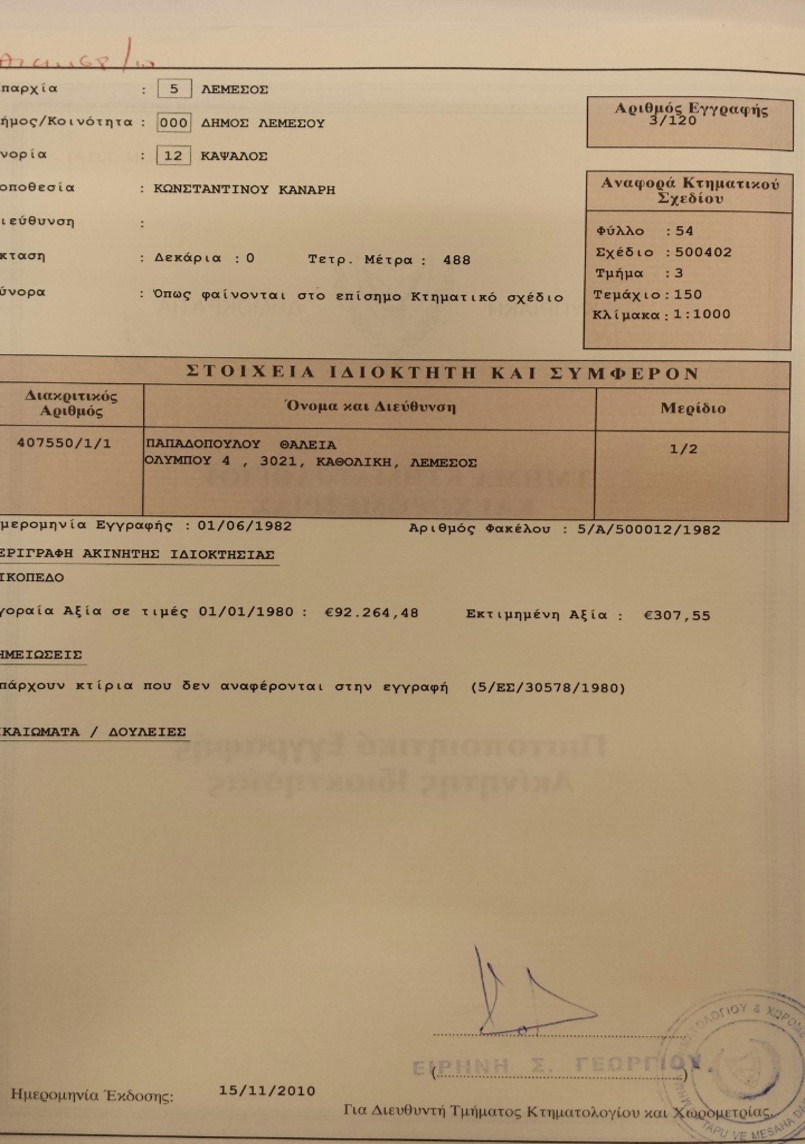 παρχία : 5 ΛΕΜΕΣΟΣ
ήμος/Κοινότητα : 000 ΔΗΜΟΣ ΛΕΜΕΣΟΥ
νορία : 12 ΚΑΨΑΛΟΣ
οποθεσία : ΚΩΝΣΤΑΝΤΙΝΟΥ ΚΑΝΑΡΗ
ιεύθυνση :
κταση : Δεκάρια : 0 Τετρ. Μέτρα : 488
ύνορα : Όπως φαίνονται στο επίσημο Κτηματικό σχέδιο
Αριθμός Εγγραφής
3/120
Αναφορά Κτηματικού
Σχεδίου
Φύλλο : 54
Σχέδιο : 500402
Τμήμα : 3
Τεμάχιο : 150
Κλίμακα : 1:1000
ΣΤΟΙΧΕΙΑ ΙΔΙΟΚΤΗΤΗ ΚΑΙ ΣΥΜΦΕΡΟΝ
Διακριτικός Αριθμός Όνομα και Διεύθυνση Μερίδιο
407550/1/1 ΠΑΠΑΔΟΠΟΥΛΟΥ ΘΑΛΕΙΑ 1/2
ΟΛΥΜΠΟΥ 4 , 3021, ΚΑΘΟΛΙΚΗ, ΛΕΜΕΣΟΣ
μερομηνία Εγγραφής : 01/06/1982 Αριθμός Φακέλου : 5/Α/500012/1982
ΕΡΙΓΡΑΦΗ ΑΚΙΝΗΤΗΣ ΙΔΙΟΚΤΗΣΙΑΣ
ΙΚΟΠΕΔΟ
γοραία Αξία σε τιμές 01/01/1980 : €92.264,48 Εκτιμημένη Αξία : €307,55
ΗΜΕΙΩΣΕΙΣ
πάρχουν κτίρια που δεν αναφέρονται στην εγγραφή (5/ΕΣ/30578/1980)
ΙΚΑΙΩΜΑΤΑ / ΔΟΥΛΕΙΕΣ
ΕΙΡΗΝΗ Σ. ΓΕΩΡΓΙΟΥ
Ημερομηνία Έκδοσης: 15/11/2010
Για Διευθυντή Τμήματος Κτηματολογίου και Χωρομετρίας